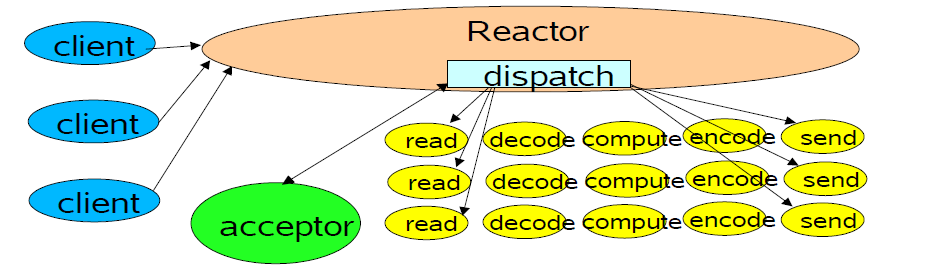 Reactor
client
dispatch
client
client
acceptor
read decode compute encode send
read decode compute encode send
read decode compute encode send